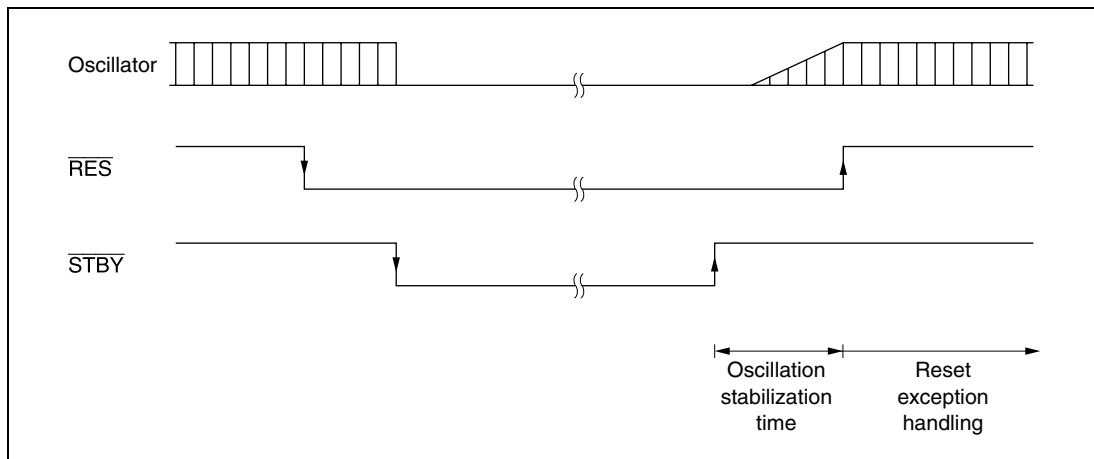 Oscillator
RES
STBY
Oscillation
stabilization
time
Reset
exception
handling